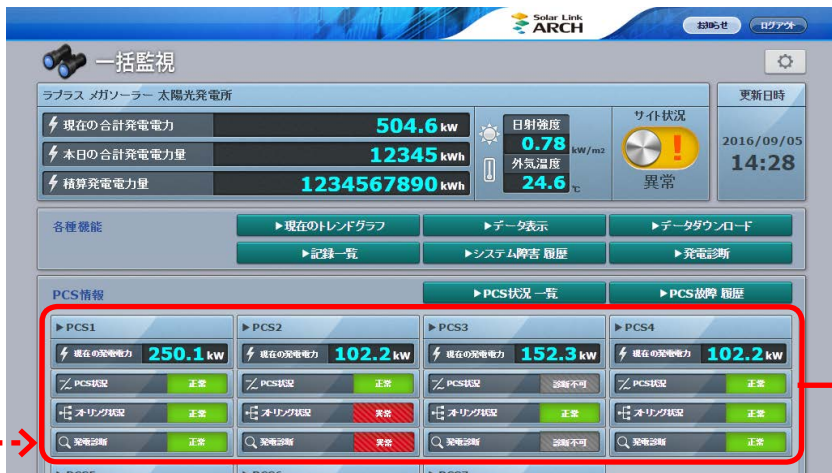 Solar Link
ARCH
お知らせ
ログアウト
一括監視
ラプラス メガソーラー 太陽光発電所
更新日時
現在の合計発電電力 504.6 kW
日射強度
0.78 kW/m2
サイト状況
2016/09/05
14:28
本日の合計発電電力量 12345 kWh
外気温度
24.6 ℃
異常
積算発電電力量 1234567890 kWh
各種機能
▶現在のトレンドグラフ
▶データ表示
▶データダウンロード
▶記録一覧
▶システム障害 履歴
▶発電診断
PCS情報
▶PCS状況 一覧
▶PCS故障 履歴
▶PCS1
▶PCS2
▶PCS3
▶PCS4
現在の発電電力 250.1 kW
現在の発電電力 102.2 kW
現在の発電電力 152.3 kW
現在の発電電力 102.2 kW
PCS状況 正常
PCS状況 正常
PCS状況 診断不可
PCS状況 正常
ストリング状況 正常
ストリング状況 異常
ストリング状況 正常
ストリング状況 正常
発電診断 正常
発電診断 異常
発電診断 診断不可
発電診断 正常